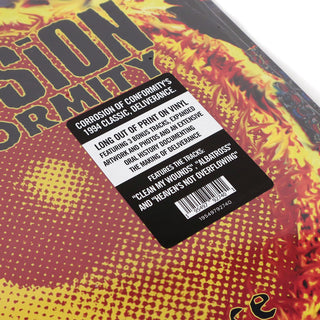 SION
ORMITY
CORROSION OF CONFORMITY'S
1994 CLASSIC, DELIVERANCE.
LONG OUT OF PRINT ON VINYL
FEATURING 3 BONUS TRACKS, EXPANDED
ARTWORK AND PHOTOS AND AN EXTENSIVE
ORAL HISTORY DOCUMENTING
THE MAKING OF DELIVERANCE
FEATURES THE TRACKS:
"CLEAN MY WOUNDS" "ALBATROSS"
AND "HEAVEN'S NOT OVERFLOWING"
19549792740